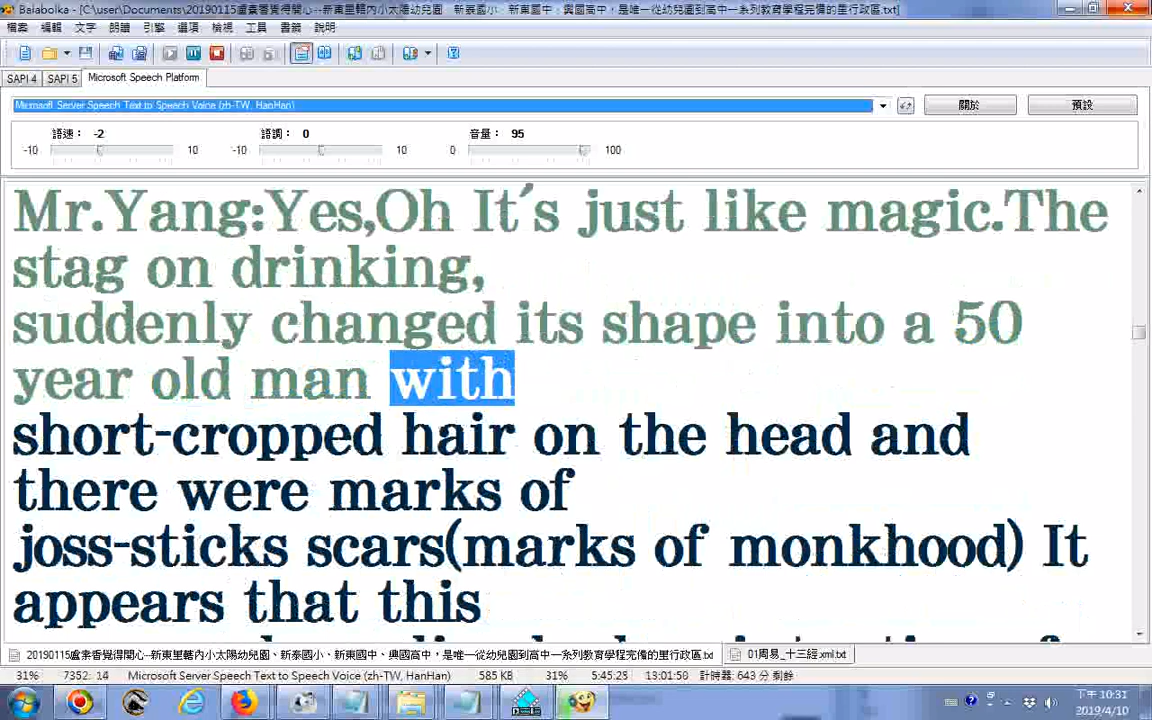 Balabolka - [C:\user\Documents\20190115盧素香覺得開心--新東里轄內小太陽幼兒園、新泰國小、新東國中、興國高中，是唯一從幼兒園到高中一系列教育學程完備的里行政區.txt]
檔案 編輯 文字 朗讀 引擎 選項 檢視 工具 書籤 說明
SAPI 4 SAPI 5 Microsoft Speech Platform
Microsoft Server Speech Text to Speech Voice (zh-TW, HanHan) 關於 預設
語速： -2 語調： 0 音量： 95
-10 10 -10 10 0 100
Mr.Yang:Yes,Oh It's just like magic.The
stag on drinking,
suddenly changed its shape into a 50
year old man with
short-cropped hair on the head and
there were marks of
joss-sticks scars(marks of monkhood) It
appears that this
20190115盧素香覺得開心--新東里轄內小太陽幼兒園、新泰國小、新東國中、興國高中，是唯一從幼兒園到高中一系列教育學程完備的里行政區.txt 01周易_十三經.xml.txt
31% 7352: 14 Microsoft Server Speech Text to Speech Voice (zh-TW, HanHan) 585 KB 31% 5:45:23 13:01:50 計時器: 643 分 剩餘
下午 10:31
2019/4/10